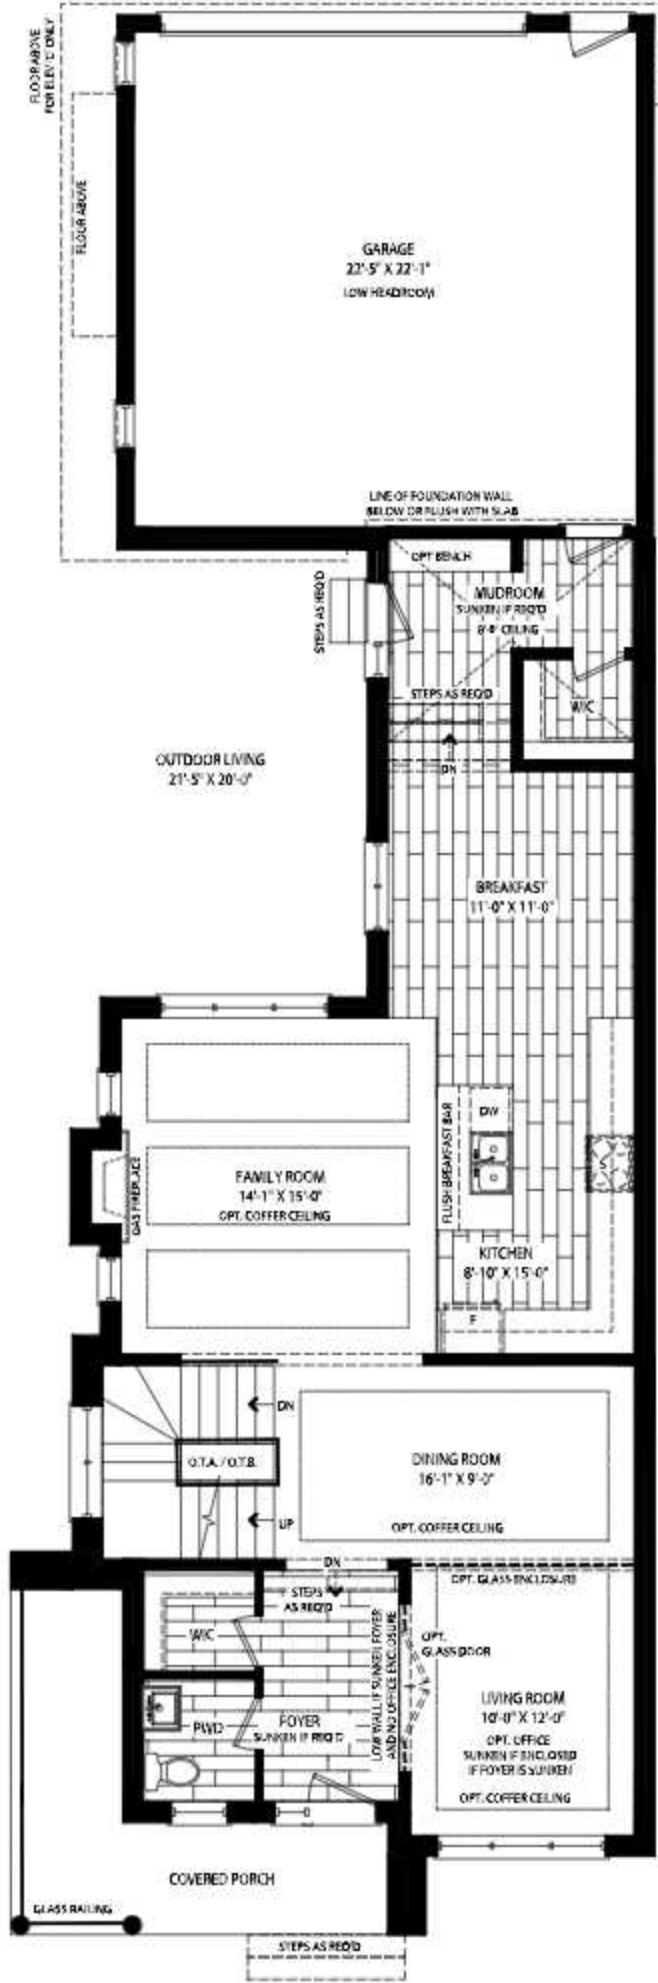 FLOOR ABOVE
FOR ELEV 'C' ONLY
FLOOR ABOVE
GARAGE
22'-5" X 22'-1"
LOW HEADROOM
LINE OF FOUNDATION WALL
BELOW OR FLUSH WITH SLAB
OPT BENCH
MUDROOM
SUNKEN IF REQ'D
STEPS AS REQ'D
CEILING
STEPS AS REQ'D
WIC
DN
OUTDOOR LIVING
21'-5" X 20'-0"
BREAKFAST
11'-0" X 11'-0"
FLUSH BREAKFAST BAR
DW
GAS FIREPLACE
FAMILY ROOM
14'-1" X 15'-0"
OPT. COFFER CEILING
KITCHEN
8'-10" X 15'-0"
F
DN
O.T.A. / O.T.B.
UP
DINING ROOM
16'-1" X 9'-0"
OPT. COFFER CEILING
DN
STEPS
AS REQ'D
OPT. GLASS ENCLOSURE
WIC
LOW WALL IF SUNKEN FOYER
AND NO OFFICE ENCLOSURE
OPT.
GLASS DOOR
PWD
FOYER
SUNKEN IF REQ'D
LIVING ROOM
10'-0" X 12'-0"
OPT. OFFICE
SUNKEN IF ENCLOSED
IF FOYER IS SUNKEN
OPT. COFFER CEILING
COVERED PORCH
GLASS RAILING
STEPS AS REQ'D